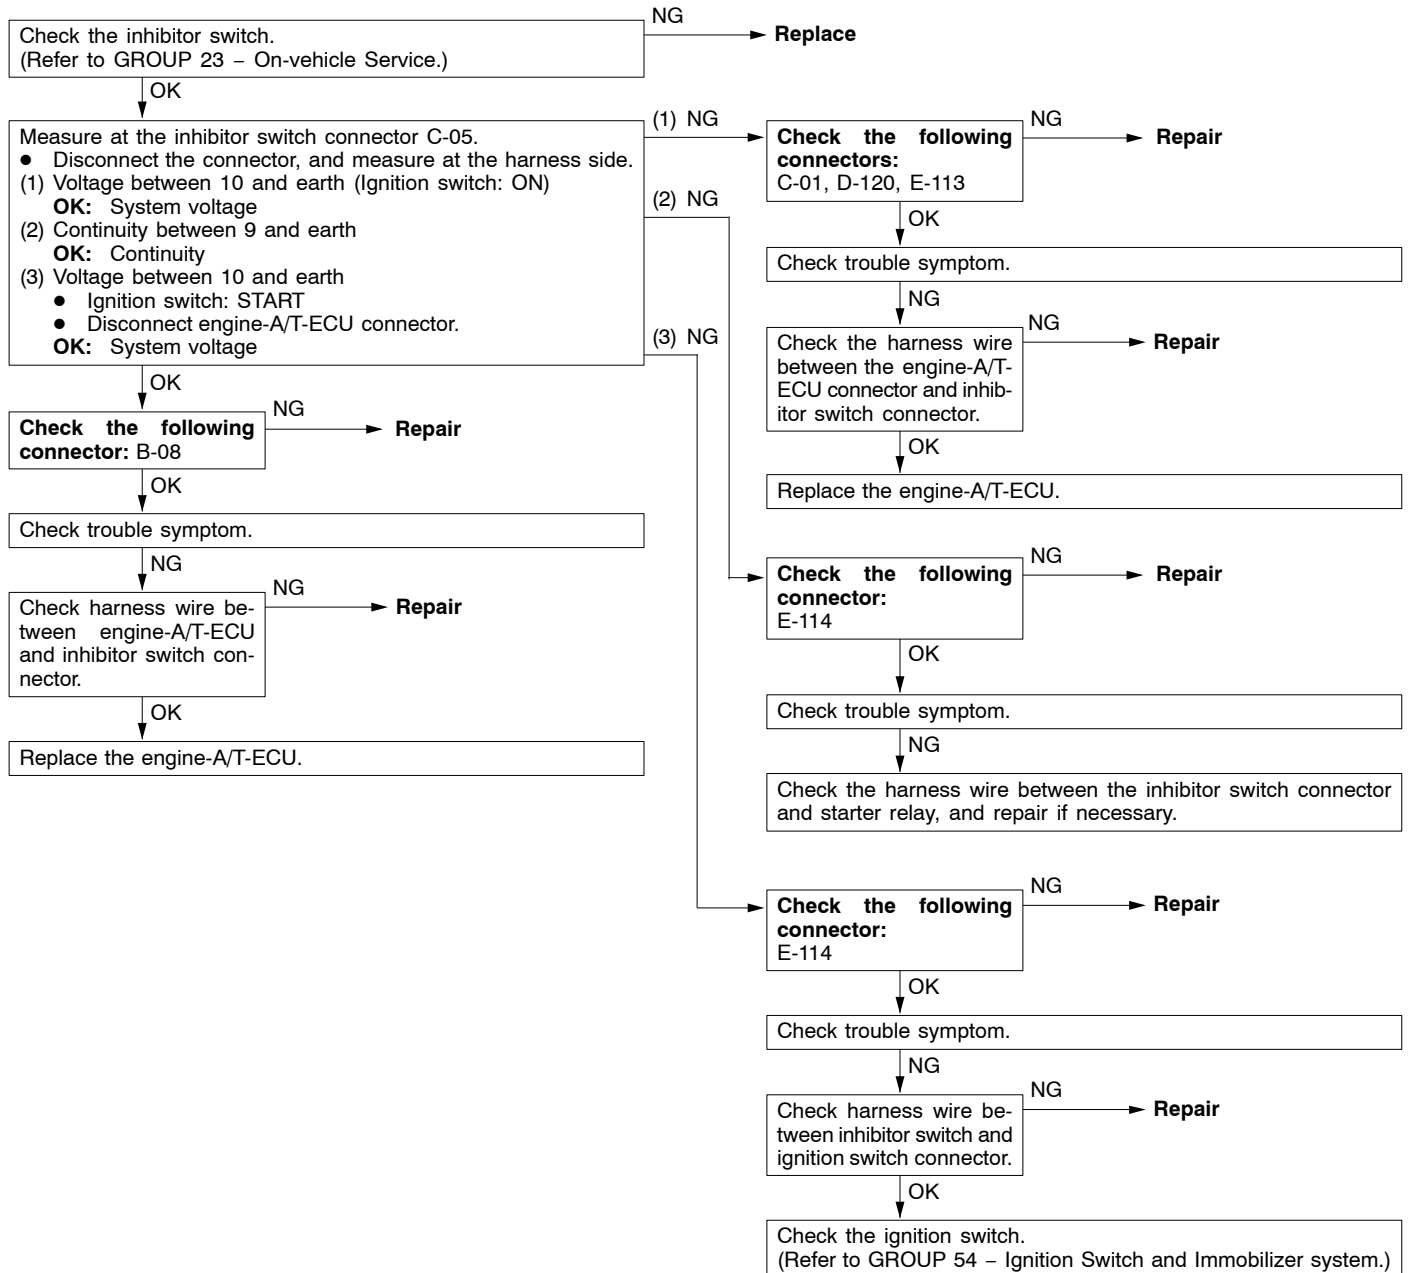 Check the inhibitor switch.
(Refer to GROUP 23 – On-vehicle Service.)
NG
Replace
OK
Measure at the inhibitor switch connector C-05.
● Disconnect the connector, and measure at the harness side.
(1) Voltage between 10 and earth (Ignition switch: ON)
OK: System voltage
(2) Continuity between 9 and earth
OK: Continuity
(3) Voltage between 10 and earth
● Ignition switch: START
● Disconnect engine-A/T-ECU connector.
OK: System voltage
OK
Check the following
connector: B-08
NG
Repair
OK
Check trouble symptom.
NG
Check harness wire be-
tween engine-A/T-ECU
and inhibitor switch con-
nector.
NG
Repair
OK
Replace the engine-A/T-ECU.
(1) NG
Check the following
connectors:
C-01, D-120, E-113
NG
Repair
OK
Check trouble symptom.
NG
Check the harness wire
between the engine-A/T-
ECU connector and inhib-
itor switch connector.
NG
Repair
OK
Replace the engine-A/T-ECU.
(2) NG
Check the following
connector:
E-114
NG
Repair
OK
Check trouble symptom.
NG
Check the harness wire between the inhibitor switch connector
and starter relay, and repair if necessary.
(3) NG
Check the following
connector:
E-114
NG
Repair
OK
Check trouble symptom.
NG
Check harness wire be-
tween inhibitor switch and
ignition switch connector.
NG
Repair
OK
Check the ignition switch.
(Refer to GROUP 54 – Ignition Switch and Immobilizer system.)